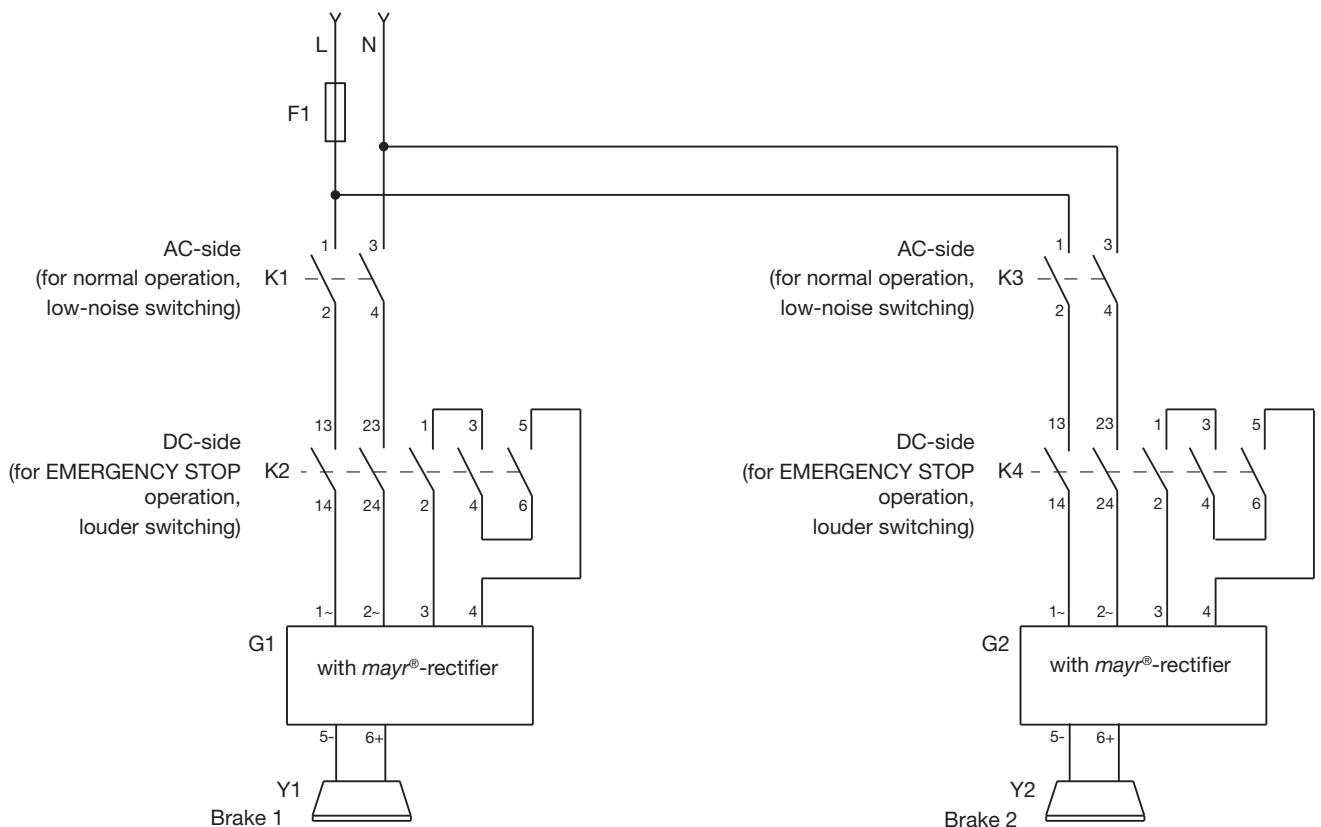 L N
F1
AC-side
(for normal operation,
low-noise switching)
K1
1 3
2 4
AC-side
(for normal operation,
low-noise switching)
K3
1 3
2 4
DC-side
(for EMERGENCY STOP
operation,
louder switching)
K2
13 23 1 3 5
14 24 2 4 6
DC-side
(for EMERGENCY STOP
operation,
louder switching)
K4
13 23 1 3 5
14 24 2 4 6
1~ 2~ 3 4
G1
with mayr®-rectifier
5- 6+
Y1
Brake 1
1~ 2~ 3 4
G2
with mayr®-rectifier
5- 6+
Y2
Brake 2